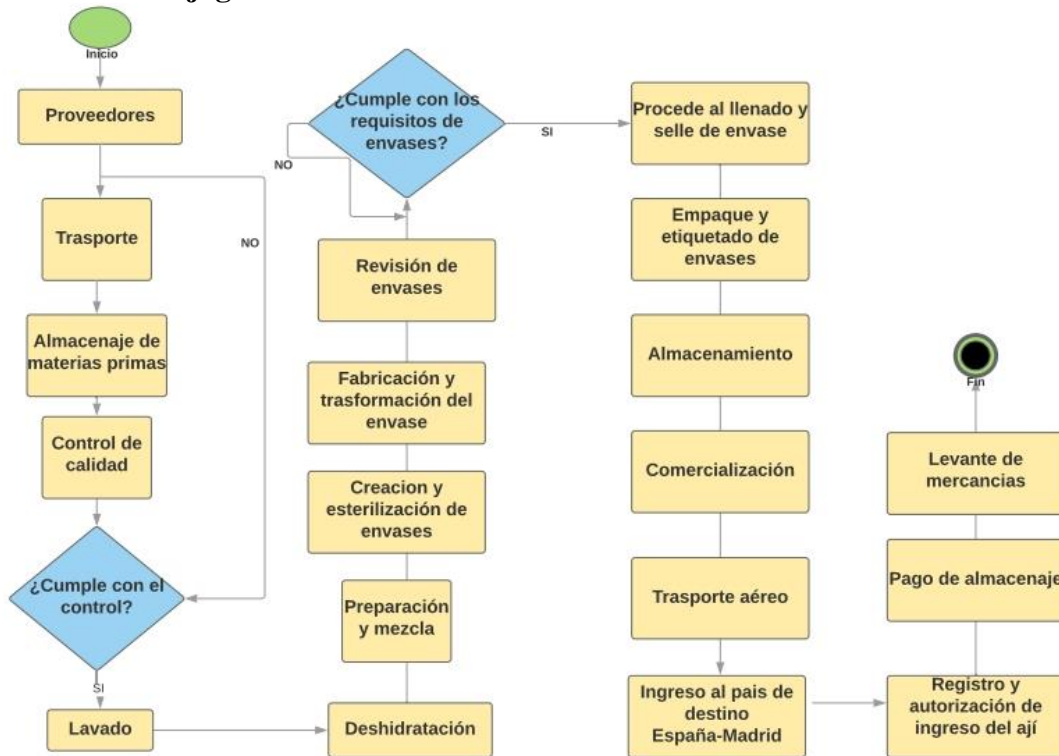 Inicio
Proveedores
Trasporte
NO
Almacenaje de
materias primas
Control de
calidad
¿Cumple con el
control?
SI
Lavado
Deshidratación
Preparación
y mezcla
Creacion y
esterilización de
envases
Fabricación y
trasformación del
envase
Revisión de
envases
¿Cumple con los
requisitos de
envases?
NO
SI
Procede al llenado y
selle de envase
Empaque y
etiquetado de
envases
Almacenamiento
Comercialización
Trasporte aéreo
Ingreso al pais de
destino
España-Madrid
Registro y
autorización de
ingreso del ají
Pago de almacenaje
Levante de
mercancias
Fin